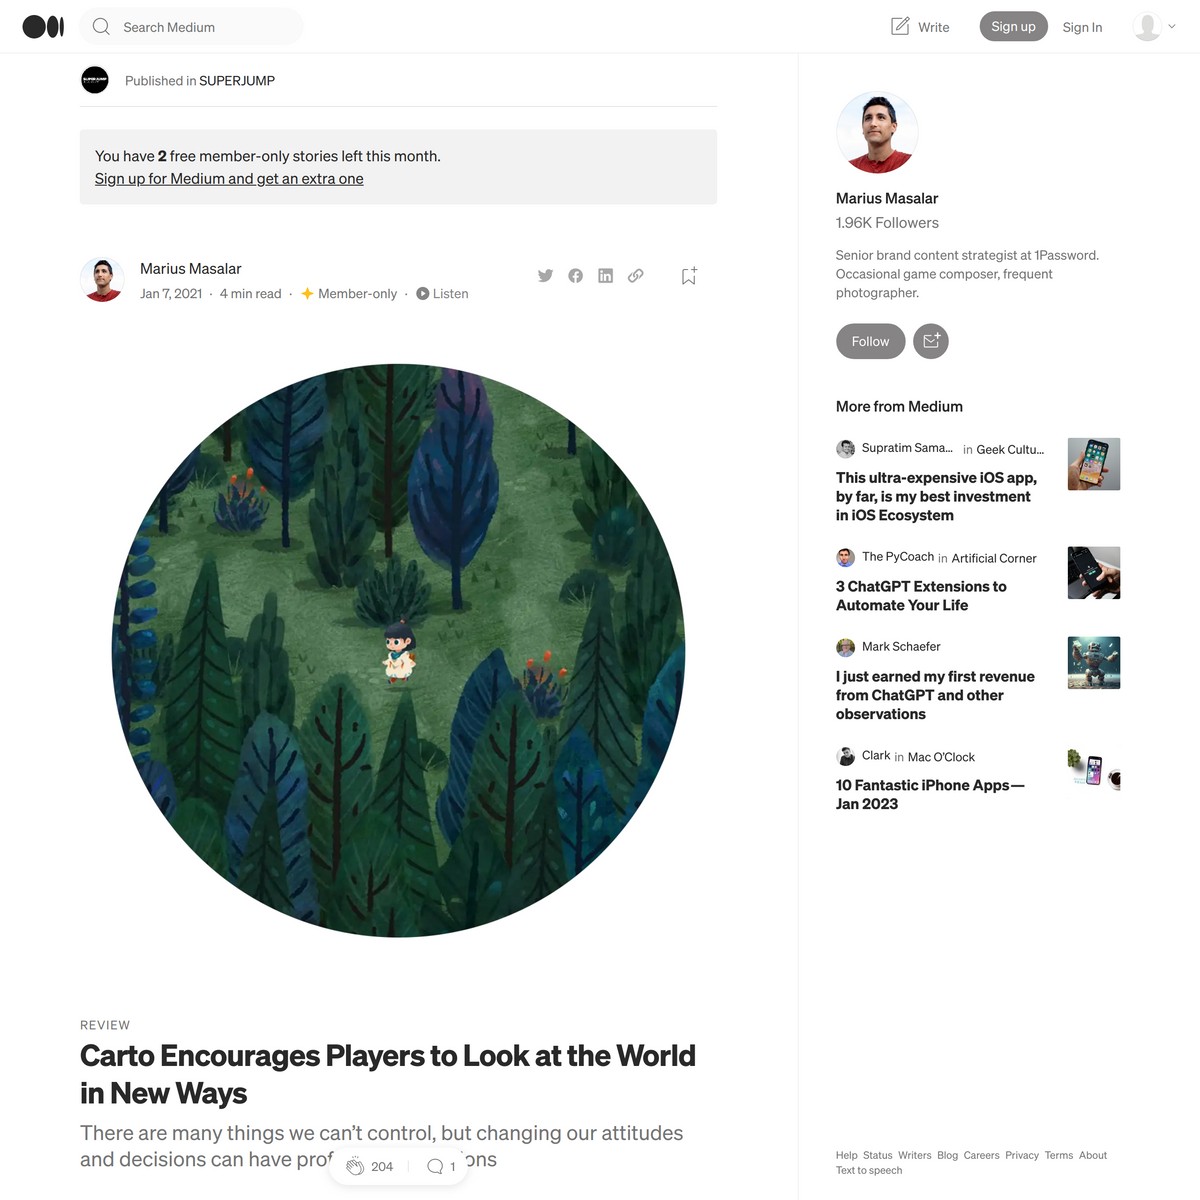 Search Medium
Write
Sign up
Sign In
Published in SUPERJUMP
You have 2 free member-only stories left this month.
Sign up for Medium and get an extra one
Marius Masalar
Jan 7, 2021 · 4 min read · Member-only · Listen
REVIEW
Carto Encourages Players to Look at the World
in New Ways
There are many things we can’t control, but changing our attitudes
and decisions can have
204
1
Marius Masalar
1.96K Followers
Senior brand content strategist at 1Password.
Occasional game composer, frequent
photographer.
Follow
More from Medium
Supratim Sama... in Geek Cultu...
This ultra-expensive iOS app,
by far, is my best investment
in iOS Ecosystem
The PyCoach in Artificial Corner
3 ChatGPT Extensions to
Automate Your Life
Mark Schaefer
I just earned my first revenue
from ChatGPT and other
observations
Clark in Mac O’Clock
10 Fantastic iPhone Apps—
Jan 2023
Help Status Writers Blog Careers Privacy Terms About
Text to speech